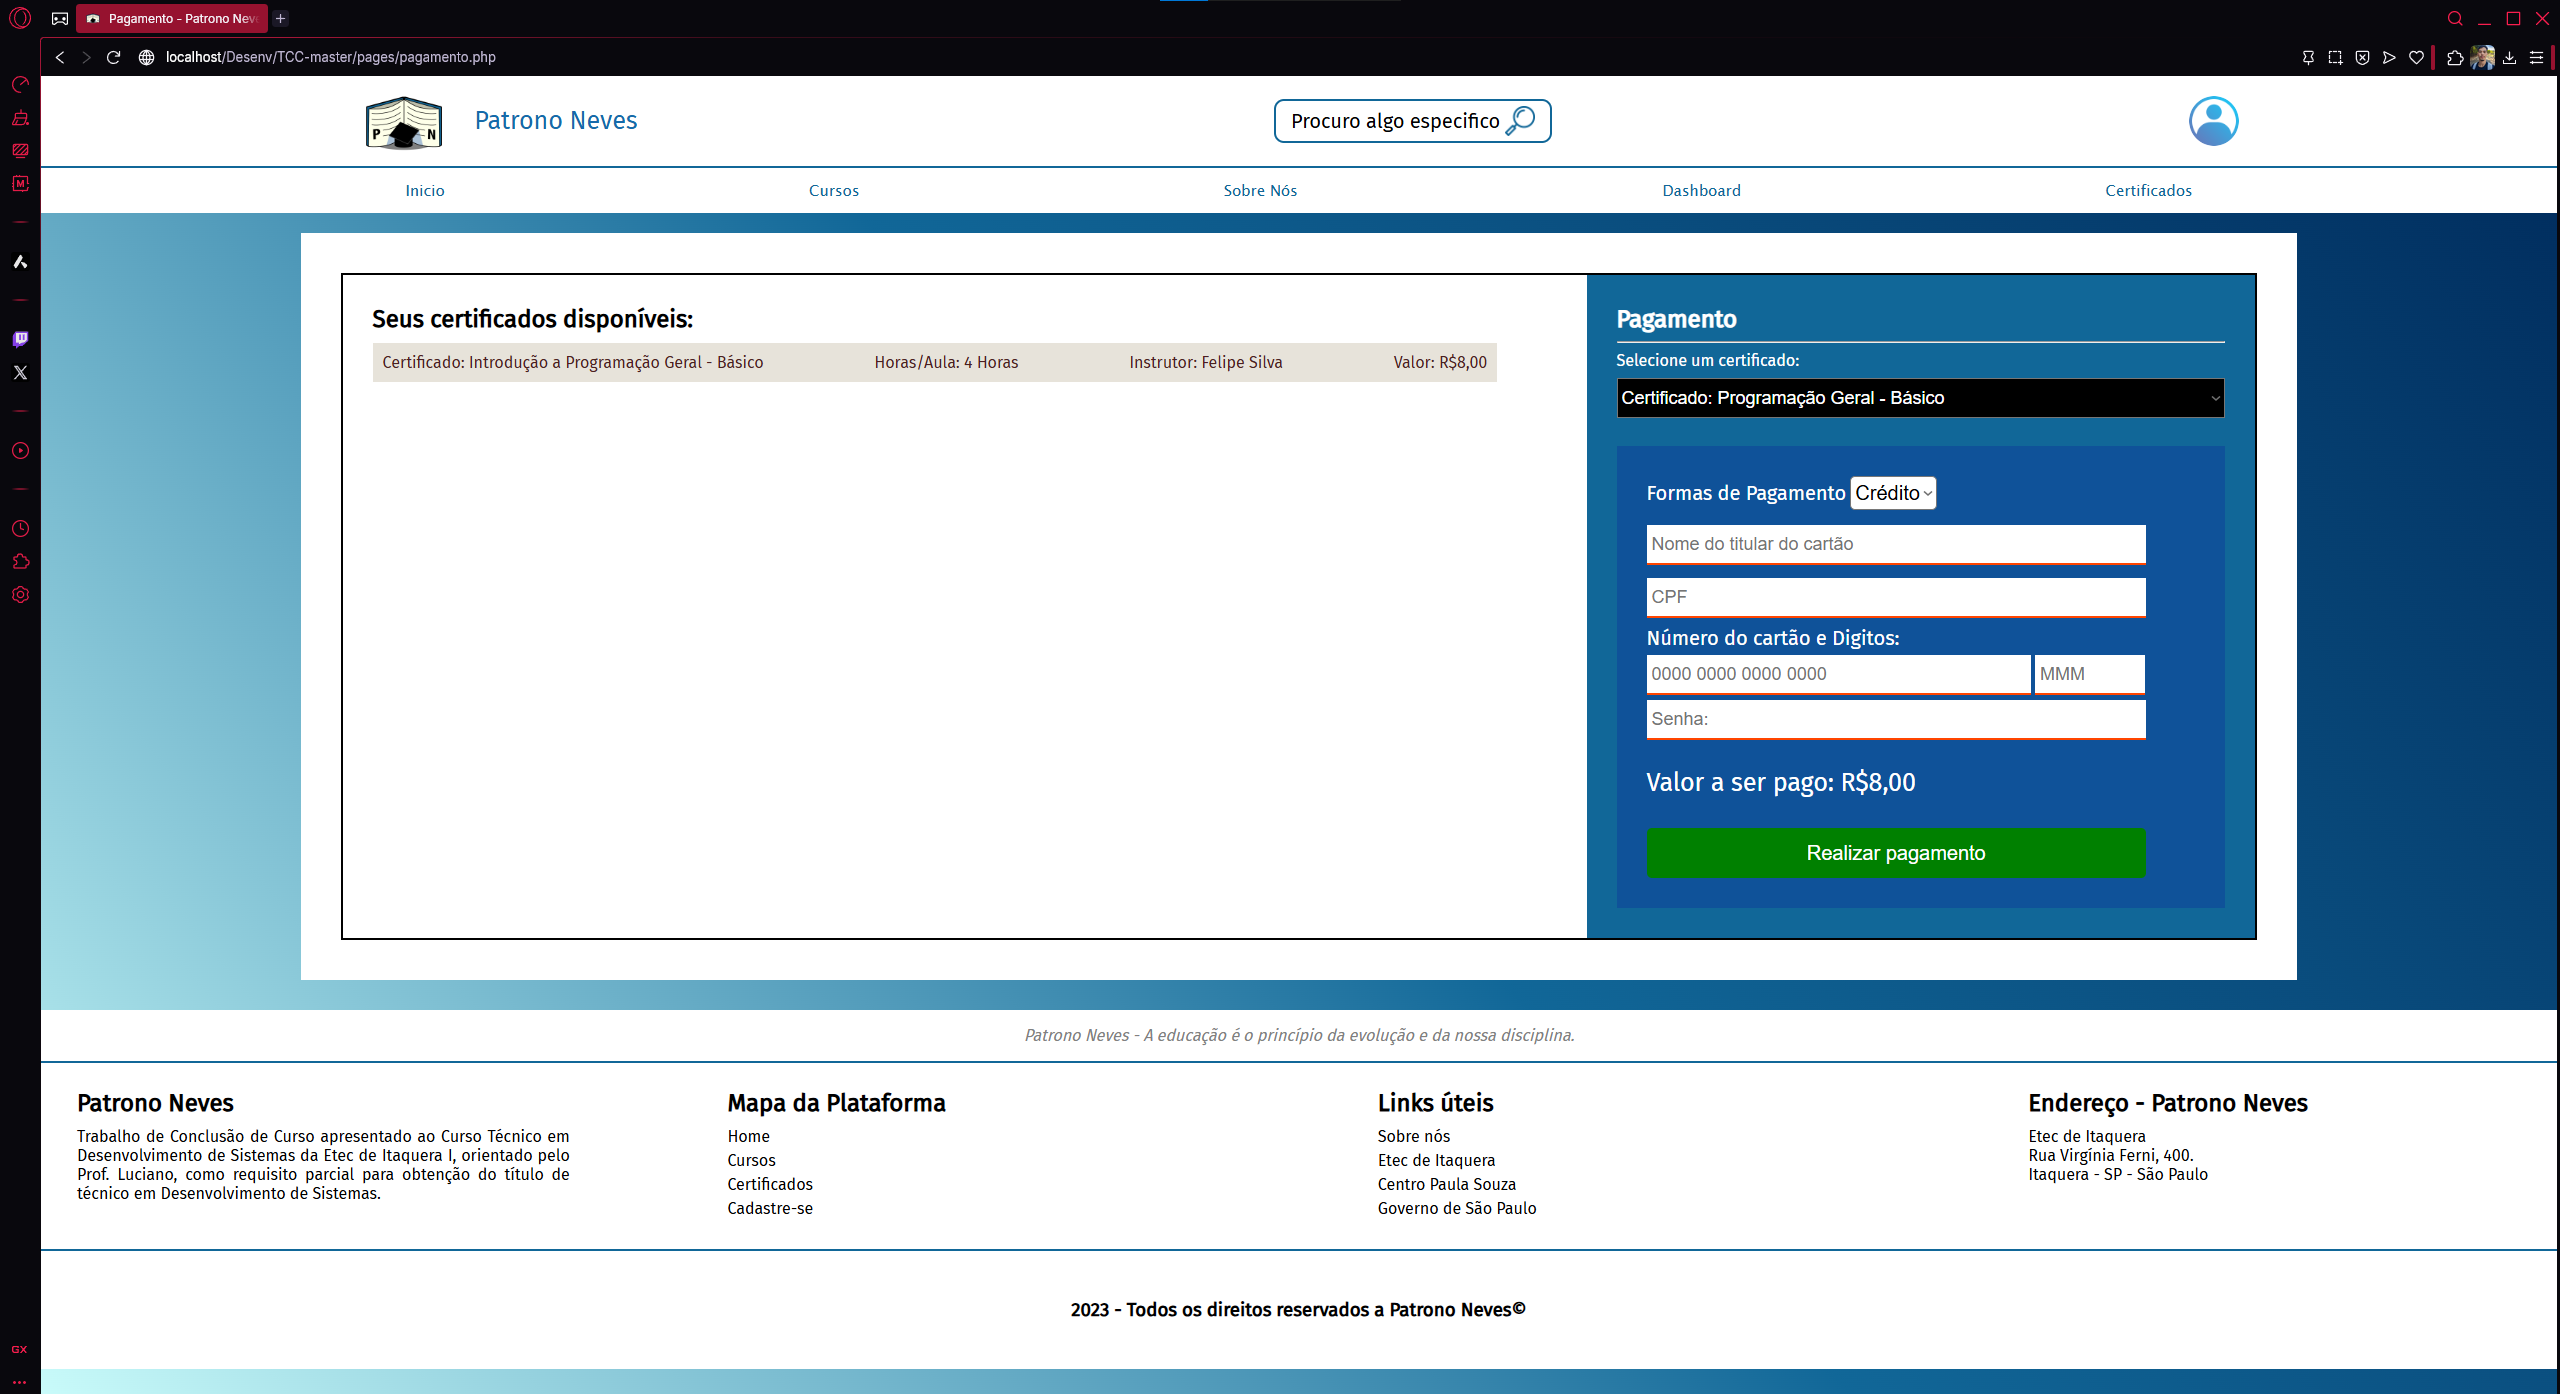 Pagamento - Patrono Nev
localhost/Desenv/TCC-master/pages/pagamento.php
P N
Patrono Neves
Procuro algo especifico
Inicio
Cursos
Sobre Nós
Dashboard
Certificados
Seus certificados disponíveis:
Certificado: Introdução a Programação Geral - Básico
Horas/Aula: 4 Horas
Instrutor: Felipe Silva
Valor: R$8,00
Pagamento
Selecione um certificado:
Certificado: Programação Geral - Básico
Formas de Pagamento Crédito
Nome do titular do cartão
CPF
Número do cartão e Digitos:
0000 0000 0000 0000
MMM
Senha:
Valor a ser pago: R$8,00
Realizar pagamento
Patrono Neves - A educação é o princípio da evolução e da nossa disciplina.
Patrono Neves
Trabalho de Conclusão de Curso apresentado ao Curso Técnico em
Desenvolvimento de Sistemas da Etec de Itaquera I, orientado pelo
Prof. Luciano, como requisito parcial para obtenção do título de
técnico em Desenvolvimento de Sistemas.
Mapa da Plataforma
Home
Cursos
Certificados
Cadastre-se
Links úteis
Sobre nós
Etec de Itaquera
Centro Paula Souza
Governo de São Paulo
Endereço - Patrono Neves
Etec de Itaquera
Rua Virgínia Ferni, 400.
Itaquera - SP - São Paulo
2023 - Todos os direitos reservados a Patrono Neves©
GX